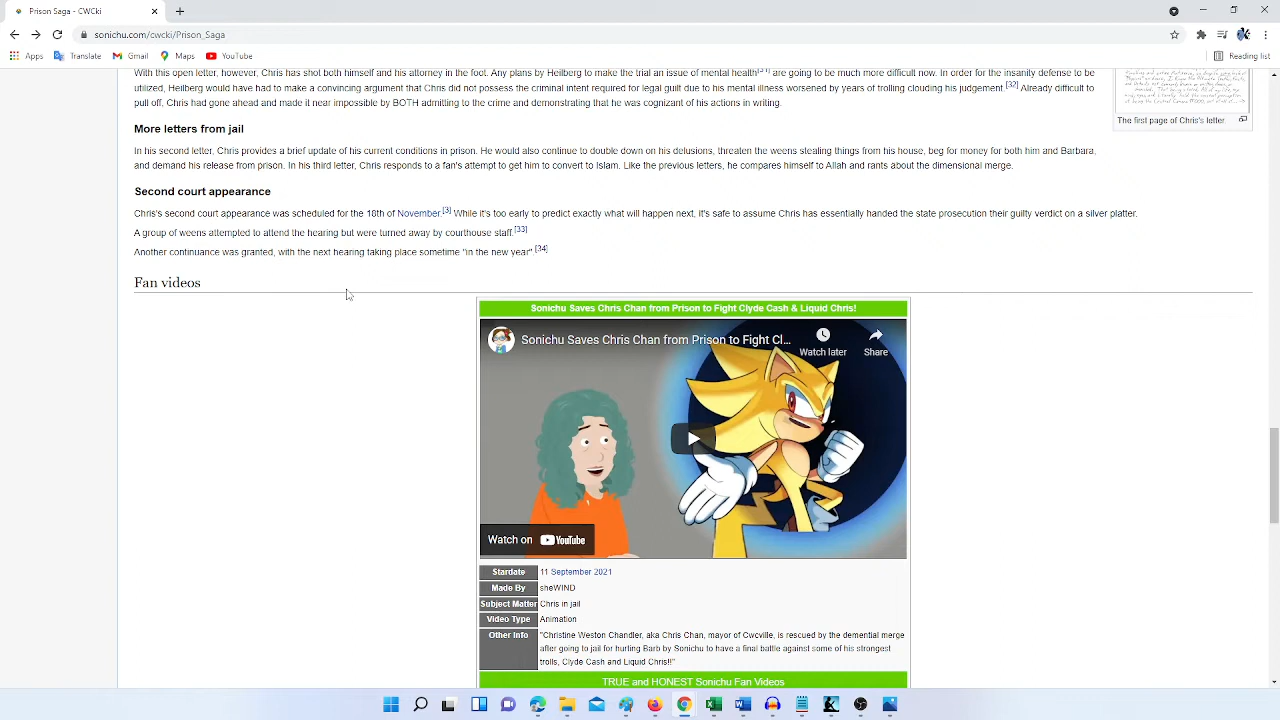 Prison Saga - CWCki
sonichu.com/cwcki/Prison_Saga
Apps Translate Gmail Maps YouTube Reading list
With this open letter, however, Chris has shot both himself and his attorney in the foot. Any plans by Heilberg to make the trial an issue of mental health are going to be much more difficult now. In order for the insanity defense to be
utilized, Heilberg would have had to make a convincing argument that Chris lacked the criminal intent required for legal guilt due to mental illness worsened by years of trolling clouding his judgement.[32] Already difficult to
pull off, Chris had gone ahead and made it near impossible by BOTH admitting guilt and demonstrating that he was cognizant of his actions in writing.
The first page of Chris's letter.
More letters from jail
In his second letter, Chris provides a brief update of his current conditions in prison. He would also continue to double down on his delusions, threaten the weens stealing things from his house, beg for money for both him and Barbara,
and demand his release from prison. In his third letter, Chris responds to a fan's attempt to get him to convert to Islam. Like the previous letters, he compares himself to Allah and rants about the dimensional merge.
Second court appearance
Chris's second court appearance was scheduled for the 18th of November.[3] While it's too early to predict exactly what will happen next, it's safe to assume Chris has essentially handed the state prosecution their guilty verdict on a silver platter.
A group of weens attempted to attend the hearing but were turned away by courthouse staff.[33]
Another continuance was granted, with the next hearing taking place sometime "in the new year".[34]
Fan videos
Sonichu Saves Chris Chan from Prison to Fight Clyde Cash & Liquid Chris!
Sonichu Saves Chris Chan from Prison to Fight Cl...
Watch later Share
Watch on YouTube
Stardate 11 September 2021
Made By sheWIND
Subject Matter Chris in jail
Video Type Animation
Other Info "Christine Weston Chandler, aka Chris Chan, mayor of Cwcville, is rescued by the demential merge
after going to jail for hurling Barb by Sonichu to have a final battle against some of his strongest
trolls, Clyde Cash and Liquid Chris!!"
TRUE and HONEST Sonichu Fan Videos